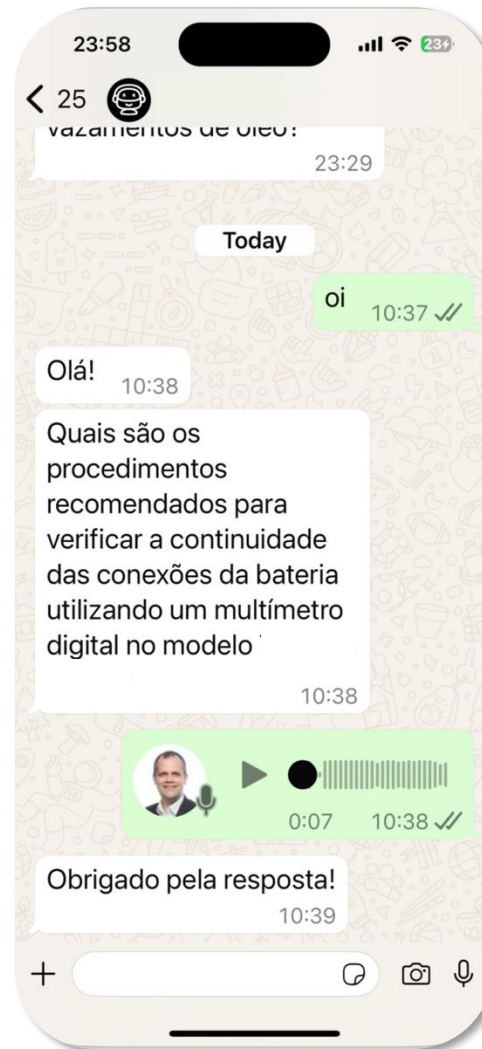 23:58
23
25
vazamentos de óleo?
23:29
Today
oi
10:37
Olá!
10:38
Quais são os
procedimentos
recomendados para
verificar a continuidade
das conexões da bateria
utilizando um multímetro
digital no modelo
10:38
0:07 10:38
Obrigado pela resposta!
10:39